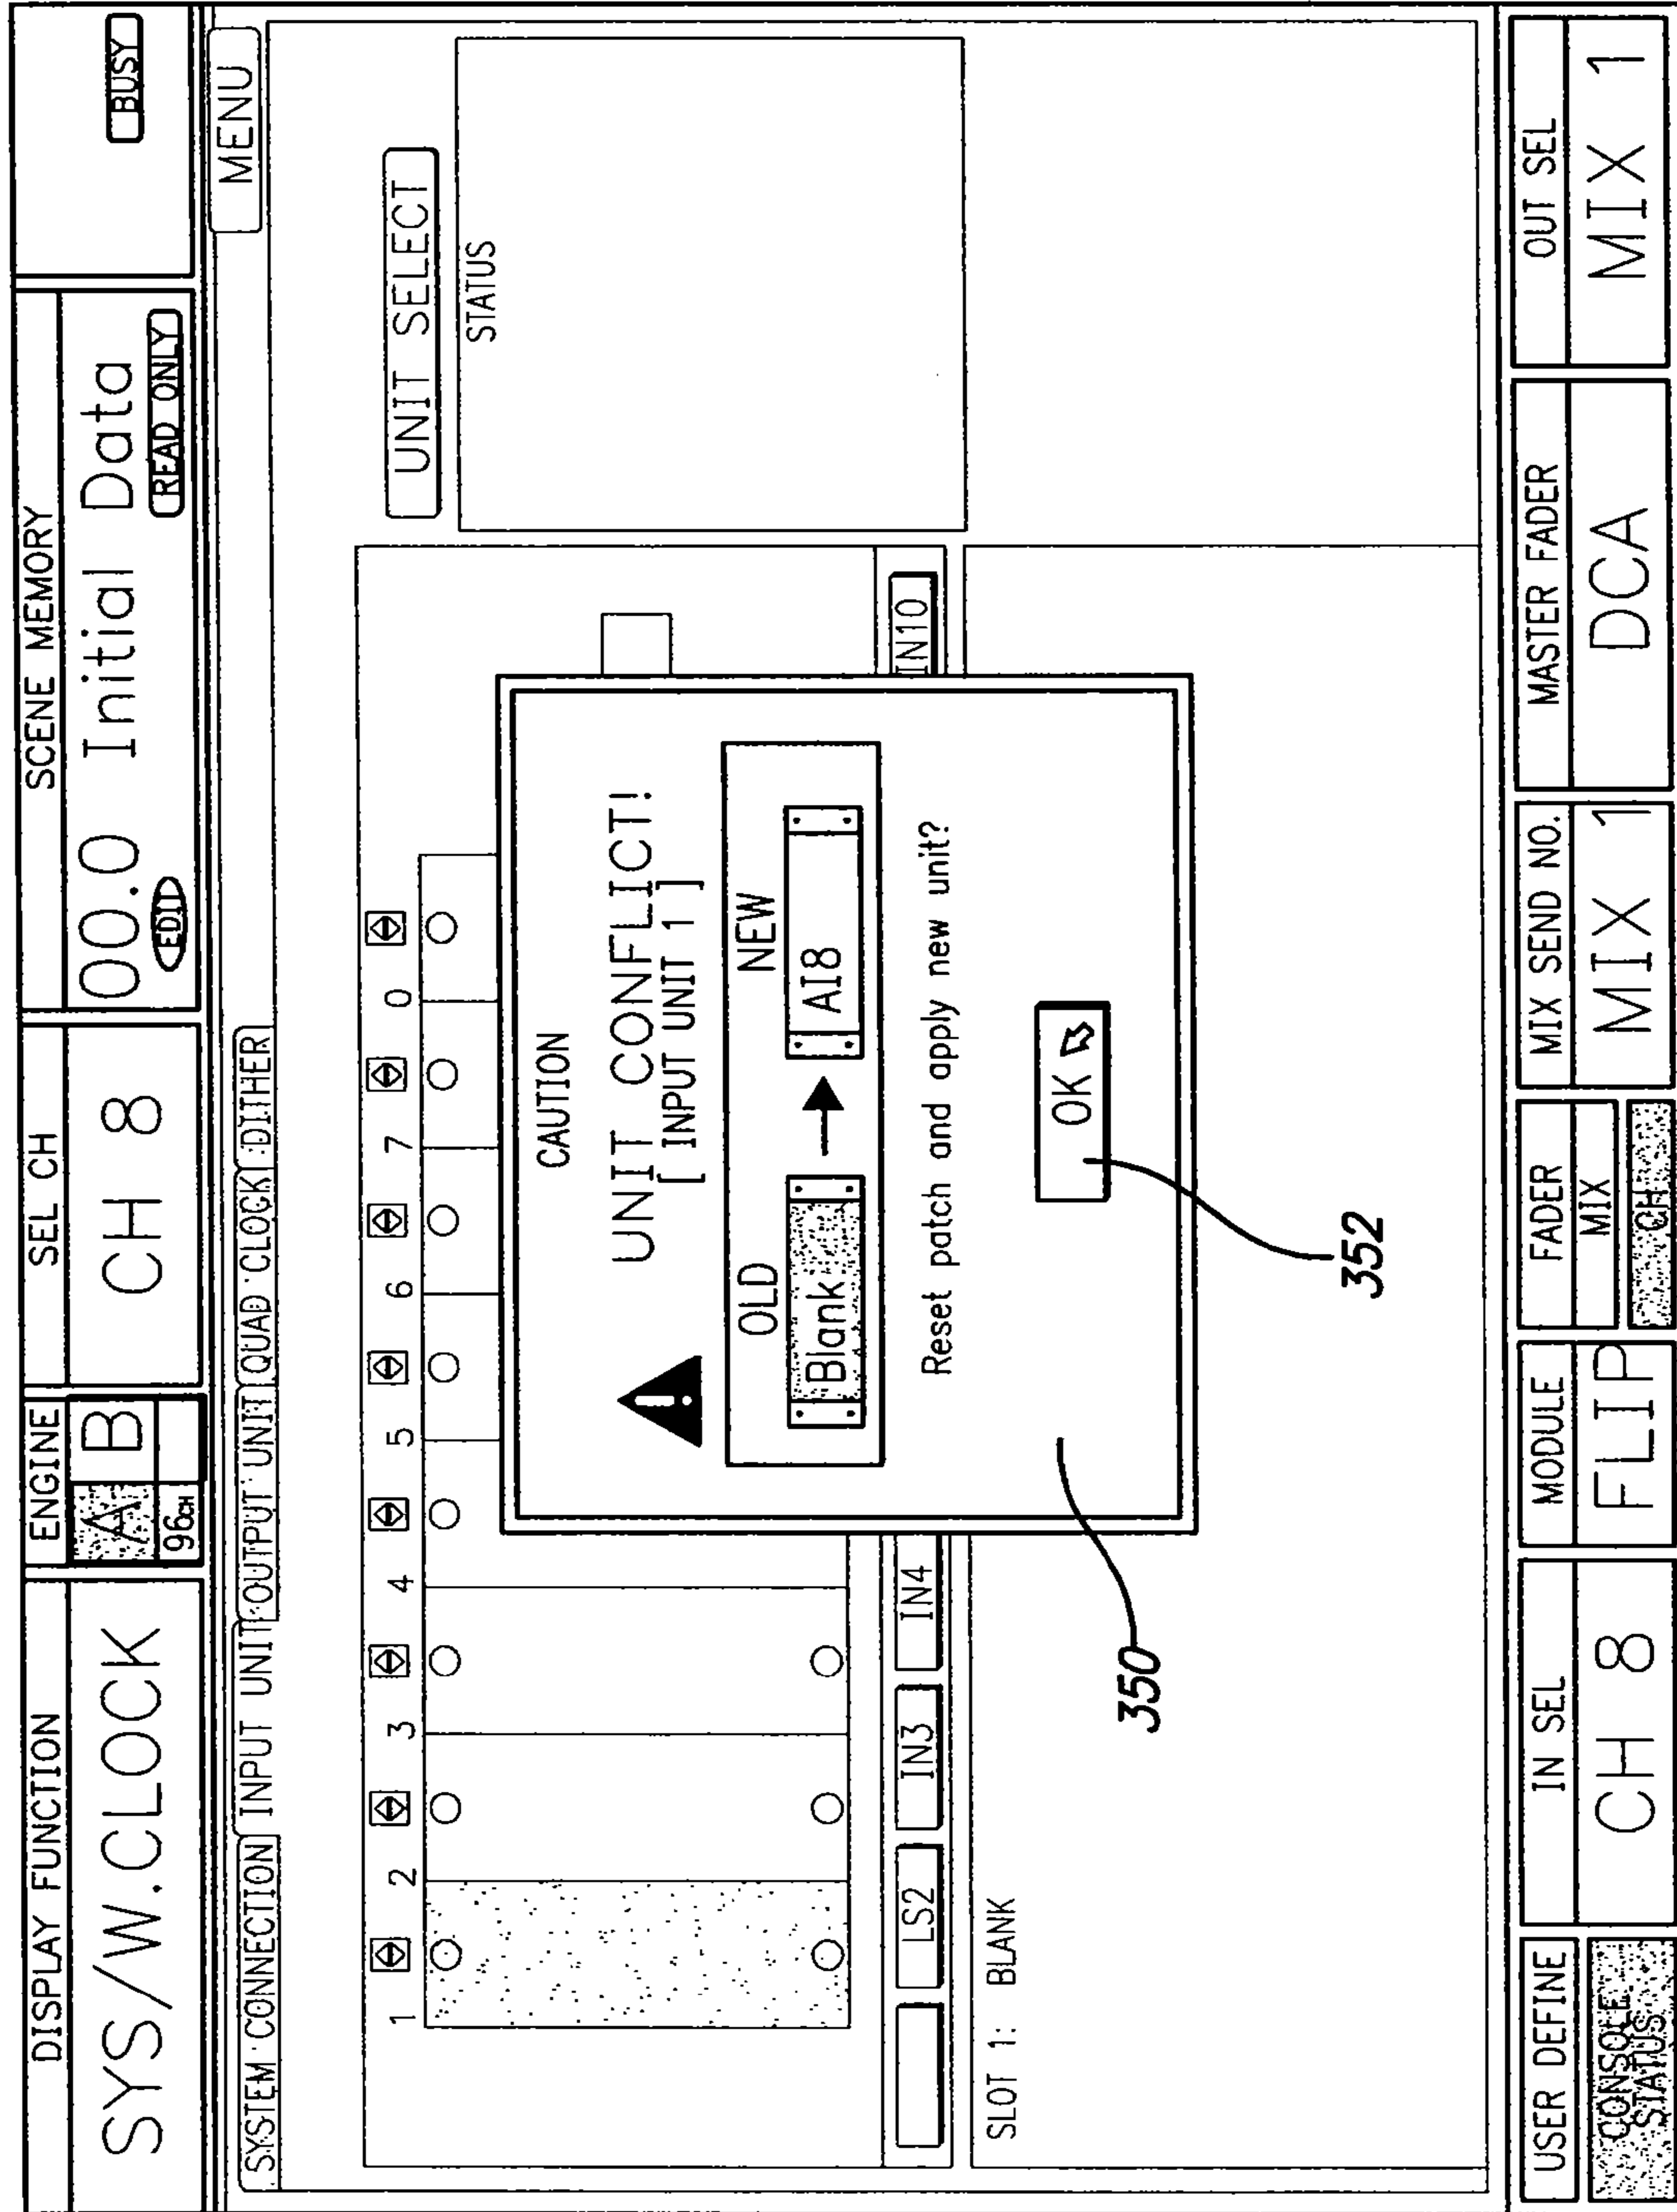 DISPLAY FUNCTION
SYS/W.CLOCK
ENGINE
A B
96CH
SEL CH
CH 8
SCENE MEMORY
00.0 Initial Data
EDIT
READ ONLY
BUSY
SYSTEM CONNECTION INPUT UNIT OUTPUT UNIT QUAD CLOCK DITHER
MENU
1 2 3 4 5 6 7 0
UNIT SELECT
STATUS
CAUTION
UNIT CONFLICT!
[ INPUT UNIT 1 ]
OLD NEW
Blank AI8
Reset patch and apply new unit?
OK
LS2 IN3 IN4 IN10
SLOT 1: BLANK
350
352
USER DEFINE
CONSOLE
STATUS
IN SEL
CH 8
MODULE
FLIP
FADER
MIX
CH
MIX SEND NO.
MIX 1
MASTER FADER
DCA
OUT SEL
MIX 1